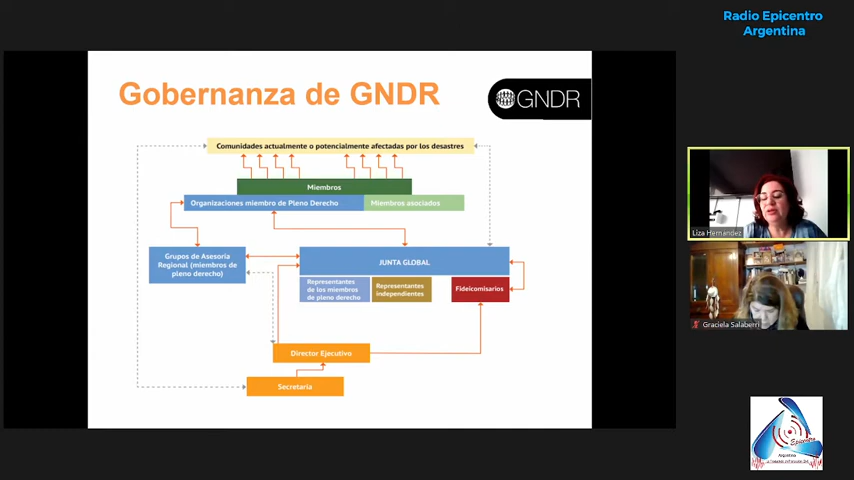 Radio Epicentro
Argentina
Gobernanza de GNDR
GNDR
Comunidades actualmente o potencialmente afectadas por los desastres
Miembros
Organizaciones miembro de Pleno Derecho
Miembros asociados
Grupos de Asesoría
Regional (miembros de
pleno derecho)
JUNTA GLOBAL
Representantes
de los miembros
de pleno derecho
Representantes
independientes
Fideicomisarios
Director Ejecutivo
Secretaría
Liza Hernandez
Graciela Salaberri
Epicentro
Argentina